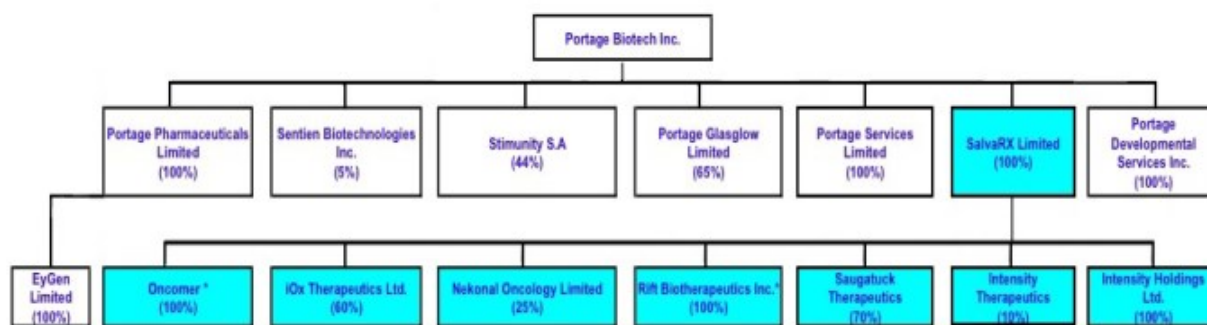 Portage Biotech Inc.
Portage Pharmaceuticals
Limited
(100%)
Sentien Biotechnologies
Inc.
(5%)
Stimunity S.A
(44%)
Portage Glasglow
Limited
(65%)
Portage Services
Limited
(100%)
SalvaRX Limited
(100%)
Portage
Developmental
Services Inc.
(100%)
EyGen
Limited
(100%)
Oncomer *
(100%)
iOx Therapeutics Ltd.
(60%)
Nekonal Oncology Limited
(25%)
Rift Biotherapeutics Inc.*
(100%)
Saugatuck
Therapeutics
(70%)
Intensity
Therapeutics
(10%)
Intensity Holdings
Ltd.
(100%)